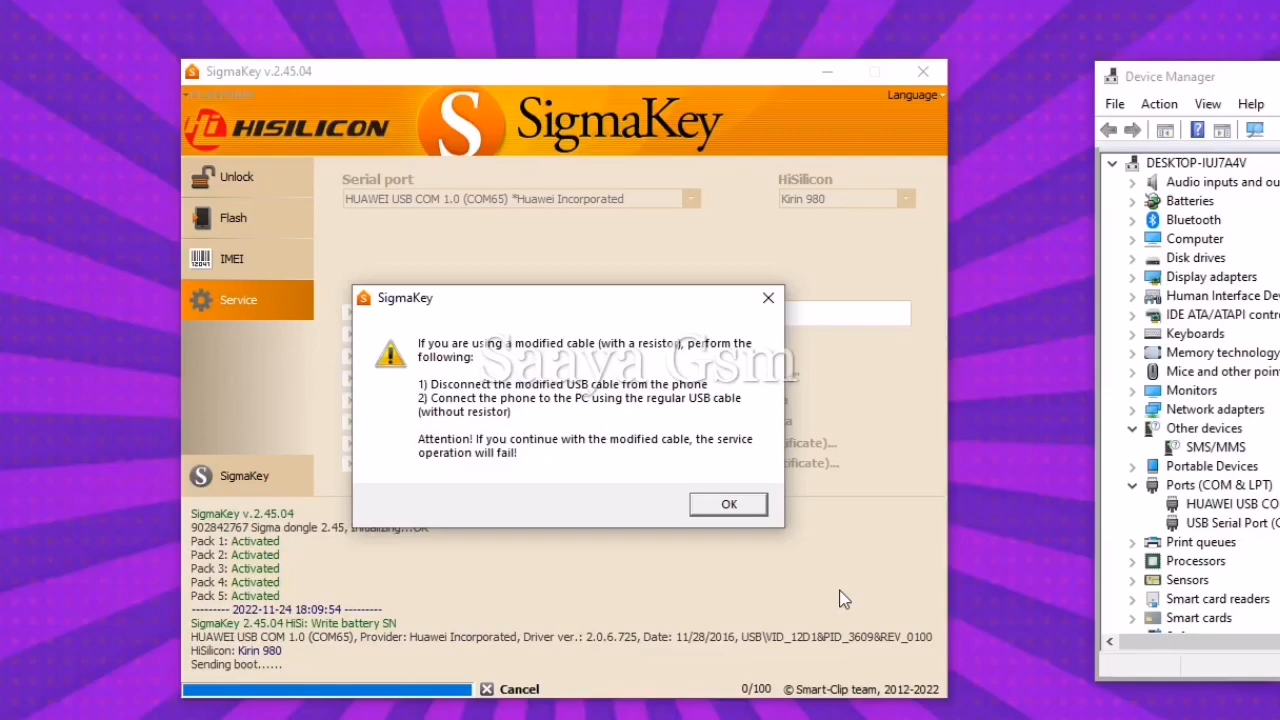 SigmaKey v.2.45.04
Language
HISILICON
S SigmaKey
Unlock
Flash
IMEI
Service
SigmaKey
Serial port
HUAWEI USB COM 1.0 (COM65) *Huawei Incorporated
HiSilicon
Kirin 980
SigmaKey
If you are using a modified cable (with a resistor), perform the
following:
1) Disconnect the modified USB cable from the phone
2) Connect the phone to the PC using the regular USB cable
(without resistor)
Attention! If you continue with the modified cable, the service
operation will fail!
OK
Saaya Gsm
ificate)...
tificate)...
SigmaKey v.2.45.04
902842767 Sigma dongle 2.45, Initializing...OK
Pack 1: Activated
Pack 2: Activated
Pack 3: Activated
Pack 4: Activated
Pack 5: Activated
--------- 2022-11-24 18:09:54 ---------
SigmaKey 2.45.04 HiSi: Write battery SN
HUAWEI USB COM 1.0 (COM65), Provider: Huawei Incorporated, Driver ver.: 2.0.6.725, Date: 11/28/2016, USB\VID_12D1&PID_3609&REV_0100
HiSilicon: Kirin 980
Sending boot......
Cancel
0/100
© Smart-Clip team, 2012-2022
Device Manager
File Action View Help
DESKTOP-IUJ7A4V
Audio inputs and ou
Batteries
Bluetooth
Computer
Disk drives
Display adapters
Human Interface Dev
IDE ATA/ATAPI contro
Keyboards
Memory technology
Mice and other point
Monitors
Network adapters
Other devices
SMS/MMS
Portable Devices
Ports (COM & LPT)
HUAWEI USB CO
USB Serial Port (C
Print queues
Processors
Sensors
Smart card readers
Smart cards